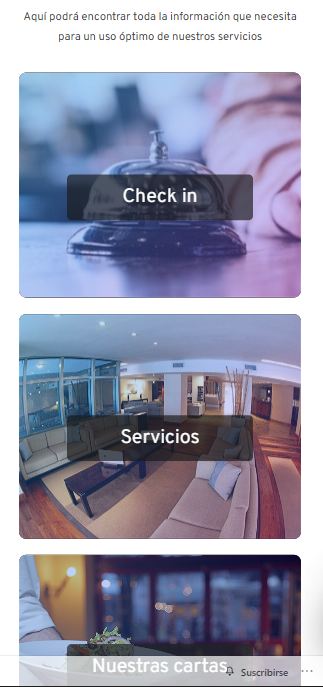 Aquí podrá encontrar toda la información que necesita
para un uso óptimo de nuestros servicios
Check in
Servicios
Nuestras cartas
Suscribirse